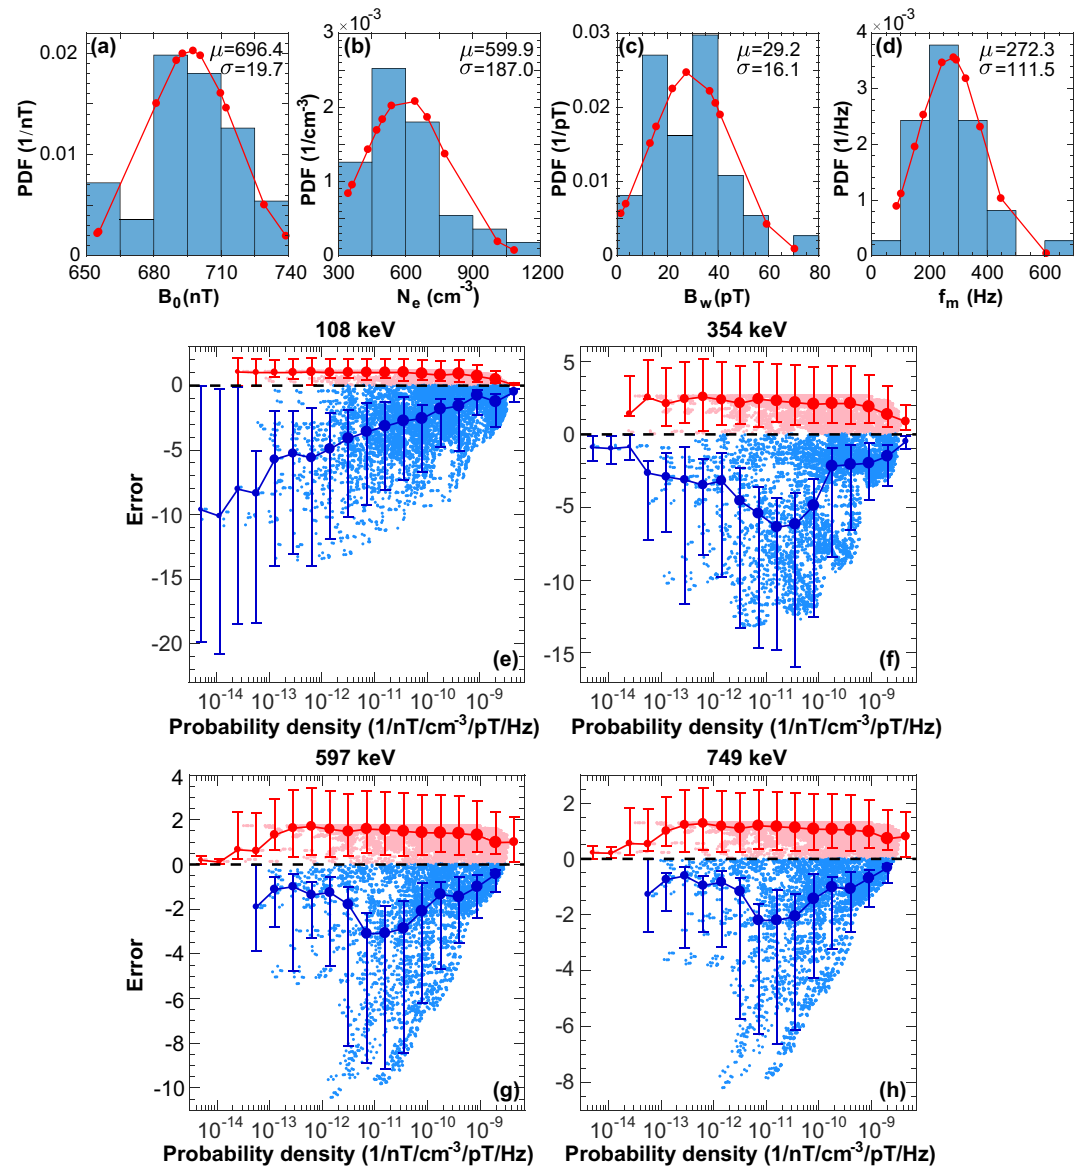 ×10⁻³
×10⁻³
(a) μ=696.4
σ=19.7
(b) μ=599.9
σ=187.0
(c) μ=29.2
σ=16.1
(d) μ=272.3
σ=111.5
PDF (1/nT)
0.02
0.01
0
650 680 710 740
B₀(nT)
PDF (1/cm⁻³)
3
2
1
0
300 600 900 1200
Nₑ (cm⁻³)
PDF (1/pT)
0.03
0.02
0.01
0
0 20 40 60 80
B_w(pT)
PDF (1/Hz)
4
3
2
1
0
0 200 400 600
fₘ (Hz)
108 keV
Error
0
-5
-10
-15
-20
(e)
10⁻¹⁴ 10⁻¹³ 10⁻¹² 10⁻¹¹ 10⁻¹⁰ 10⁻⁹
Probability density (1/nT/cm⁻³/pT/Hz)
354 keV
5
0
-5
-10
-15
(f)
10⁻¹⁴ 10⁻¹³ 10⁻¹² 10⁻¹¹ 10⁻¹⁰ 10⁻⁹
Probability density (1/nT/cm⁻³/pT/Hz)
597 keV
Error
4
2
0
-2
-4
-6
-8
-10
(g)
10⁻¹⁴ 10⁻¹³ 10⁻¹² 10⁻¹¹ 10⁻¹⁰ 10⁻⁹
Probability density (1/nT/cm⁻³/pT/Hz)
749 keV
2
0
-2
-4
-6
-8
(h)
10⁻¹⁴ 10⁻¹³ 10⁻¹² 10⁻¹¹ 10⁻¹⁰ 10⁻⁹
Probability density (1/nT/cm⁻³/pT/Hz)